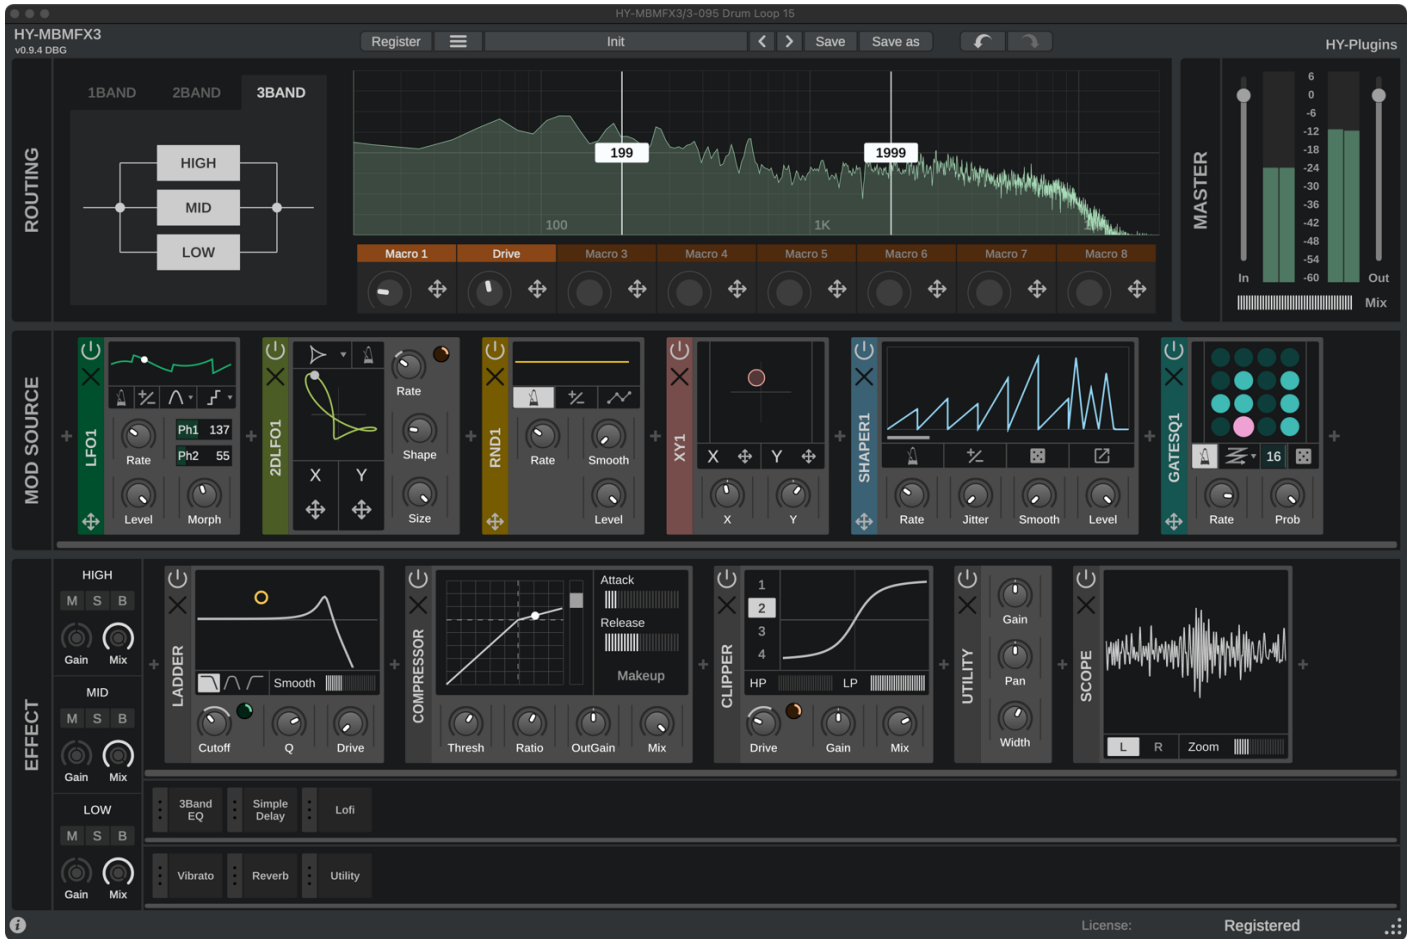 HY-MBMFX3/3-095 Drum Loop 15
HY-MBMFX3
v0.9.4 DBG
Register
Init
Save
Save as
HY-Plugins
ROUTING
1BAND
2BAND
3BAND
HIGH
MID
LOW
199
1999
100
1K
Macro 1
Drive
Macro 3
Macro 4
Macro 5
Macro 6
Macro 7
Macro 8
MASTER
6
0
-6
-12
-18
-24
-30
-36
-42
-48
-54
-60
In
Out
Mix
MOD SOURCE
LFO1
Rate
Ph1 137
Ph2 55
Level
Morph
2DLFO1
X
Y
Rate
Shape
Size
RND1
Rate
Smooth
Level
XY1
X
Y
X
Y
SHAPER1
Rate
Jitter
Smooth
Level
GATESQ1
16
Rate
Prob
EFFECT
HIGH
M S B
Gain
Mix
MID
M S B
Gain
Mix
LOW
M S B
Gain
Mix
LADDER
Smooth
Cutoff
Q
Drive
COMPRESSOR
Attack
Release
Makeup
Thresh
Ratio
OutGain
Mix
CLIPPER
1
2
3
4
HP
LP
Drive
Gain
Mix
UTILITY
Gain
Pan
Width
SCOPE
L
R
Zoom
3Band
EQ
Simple
Delay
Lofi
Vibrato
Reverb
Utility
License:
Registered